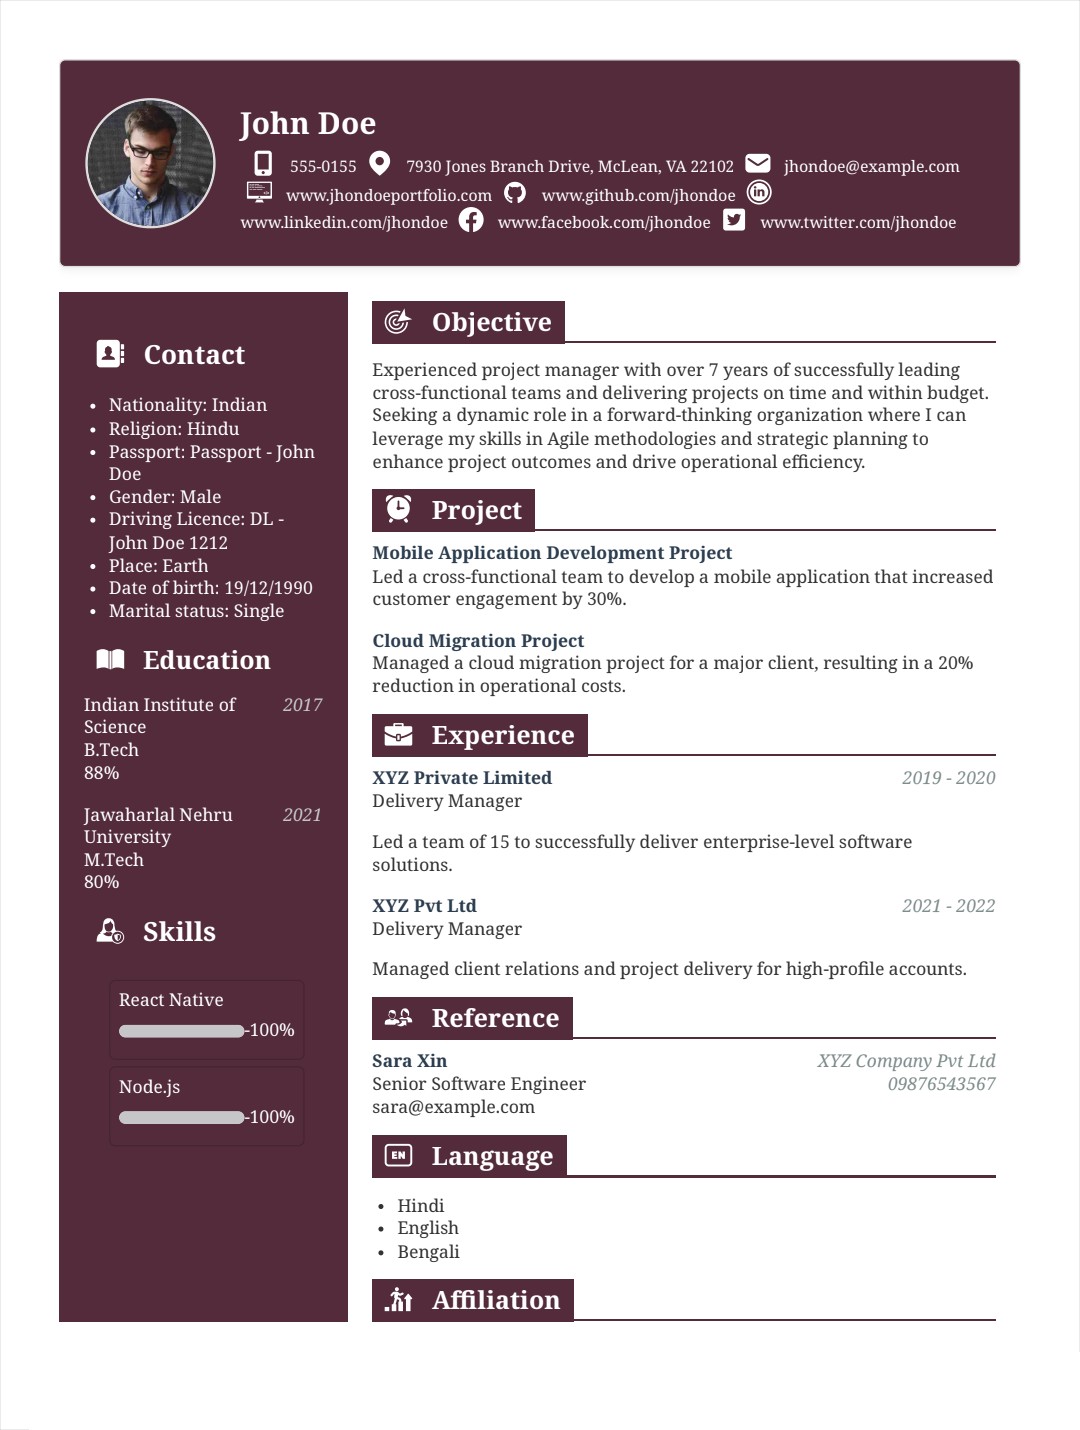 John Doe
555-0155 7930 Jones Branch Drive, McLean, VA 22102 jhondoe@example.com
www.jhondoeportfolio.com www.github.com/jhondoe
www.linkedin.com/jhondoe www.facebook.com/jhondoe www.twitter.com/jhondoe
Contact
• Nationality: Indian
• Religion: Hindu
• Passport: Passport - John
Doe
• Gender: Male
• Driving Licence: DL -
John Doe 1212
• Place: Earth
• Date of birth: 19/12/1990
• Marital status: Single
Education
Indian Institute of 2017
Science
B.Tech
88%
Jawaharlal Nehru 2021
University
M.Tech
80%
Skills
React Native
-100%
Node.js
-100%
Objective
Experienced project manager with over 7 years of successfully leading
cross-functional teams and delivering projects on time and within budget.
Seeking a dynamic role in a forward-thinking organization where I can
leverage my skills in Agile methodologies and strategic planning to
enhance project outcomes and drive operational efficiency.
Project
Mobile Application Development Project
Led a cross-functional team to develop a mobile application that increased
customer engagement by 30%.
Cloud Migration Project
Managed a cloud migration project for a major client, resulting in a 20%
reduction in operational costs.
Experience
XYZ Private Limited 2019 - 2020
Delivery Manager
Led a team of 15 to successfully deliver enterprise-level software
solutions.
XYZ Pvt Ltd 2021 - 2022
Delivery Manager
Managed client relations and project delivery for high-profile accounts.
Reference
Sara Xin XYZ Company Pvt Ltd
Senior Software Engineer 09876543567
sara@example.com
EN Language
• Hindi
• English
• Bengali
Affiliation